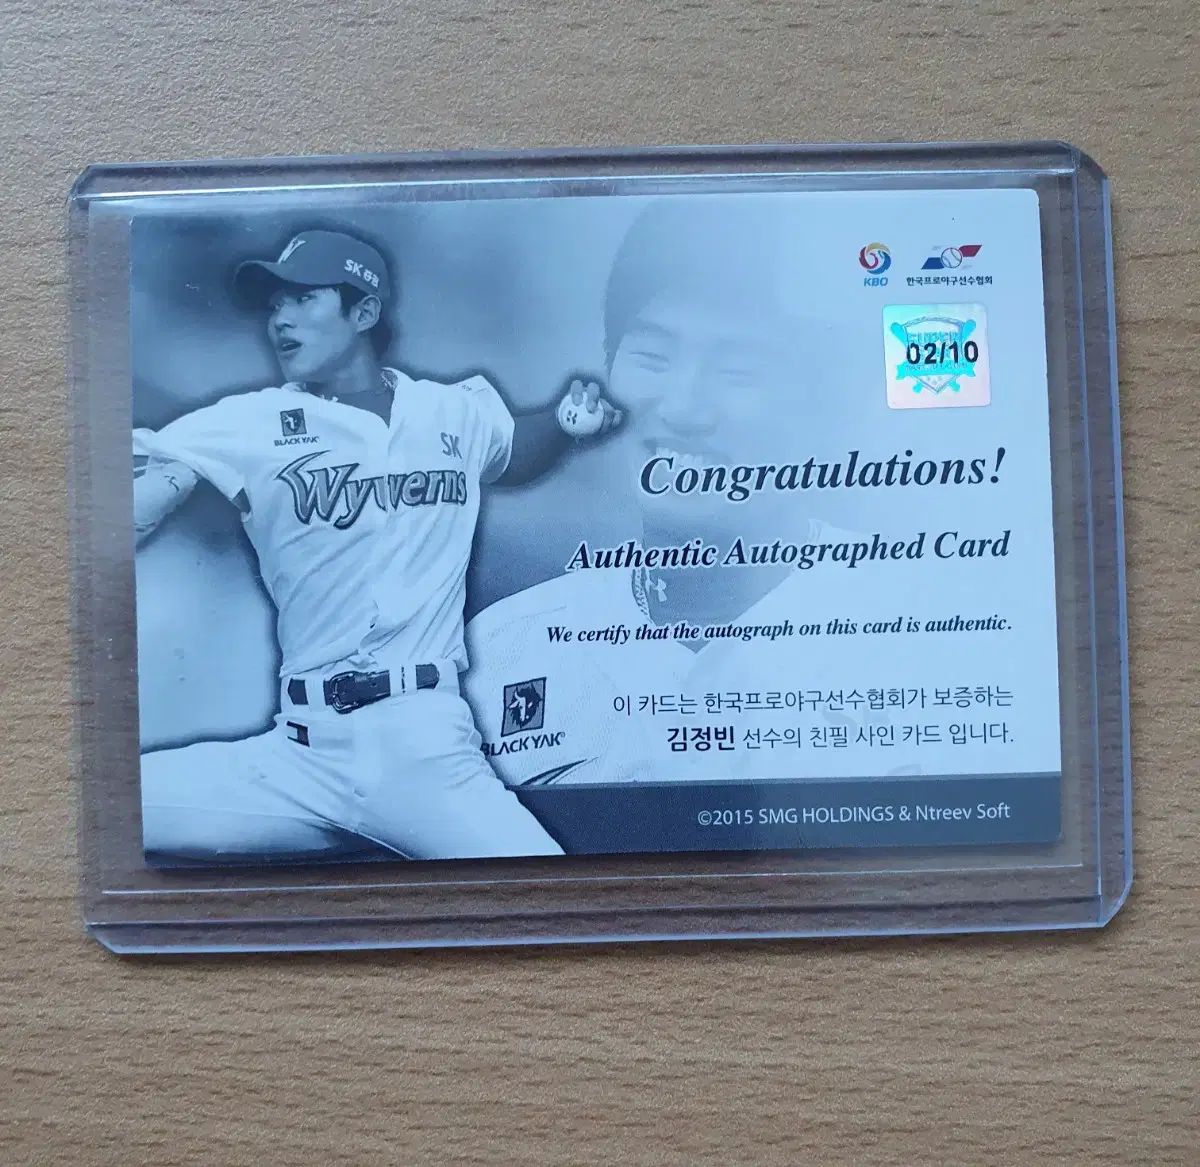 W
SK 증권
KBO
한국프로야구선수협회
02/10
BLACK YAK
SK
Wyverns
Congratulations!
Authentic Autographed Card
We certify that the autograph on this card is authentic.
이 카드는 한국프로야구선수협회가 보증하는
김정빈 선수의 친필 사인 카드 입니다.
BLACK YAK
©2015 SMG HOLDINGS & Ntreev Soft